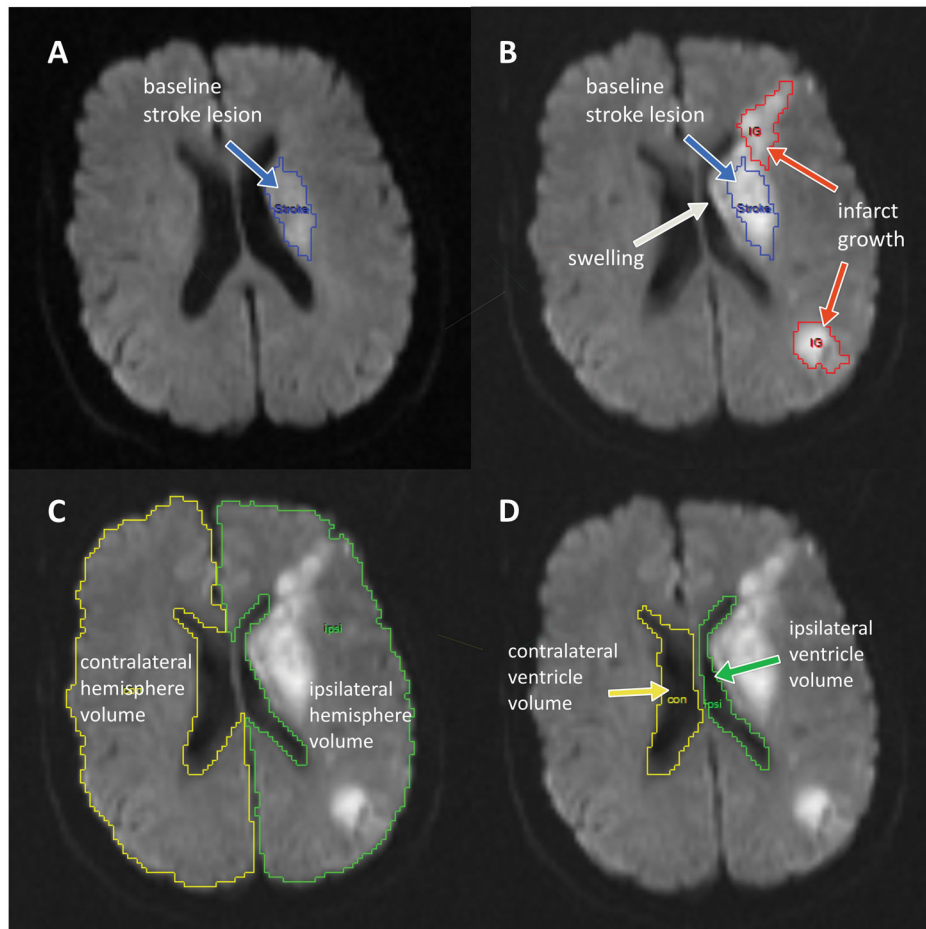 A
baseline
stroke lesion
Stroke
B
baseline
stroke lesion
IG
Stroke
infarct
growth
swelling
IG
C
ipsi
contralateral
hemisphere
con
volume
ipsilateral
hemisphere
volume
D
contralateral
ventricle
volume
con
ipsi
ipsilateral
ventricle
volume